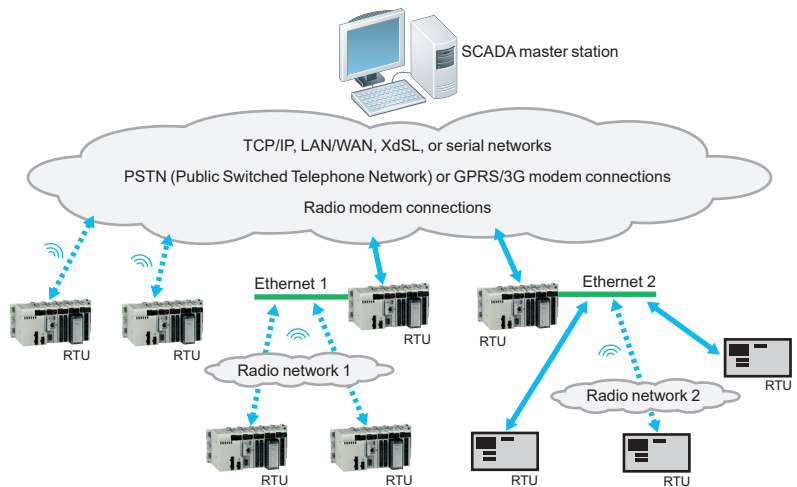 SCADA master station
TCP/IP, LAN/WAN, XdSL, or serial networks
PSTN (Public Switched Telephone Network) or GPRS/3G modem connections
Radio modem connections
Ethernet 1
Ethernet 2
RTU
RTU
RTU
RTU
Radio network 1
RTU
Radio network 2
RTU
RTU
RTU
RTU